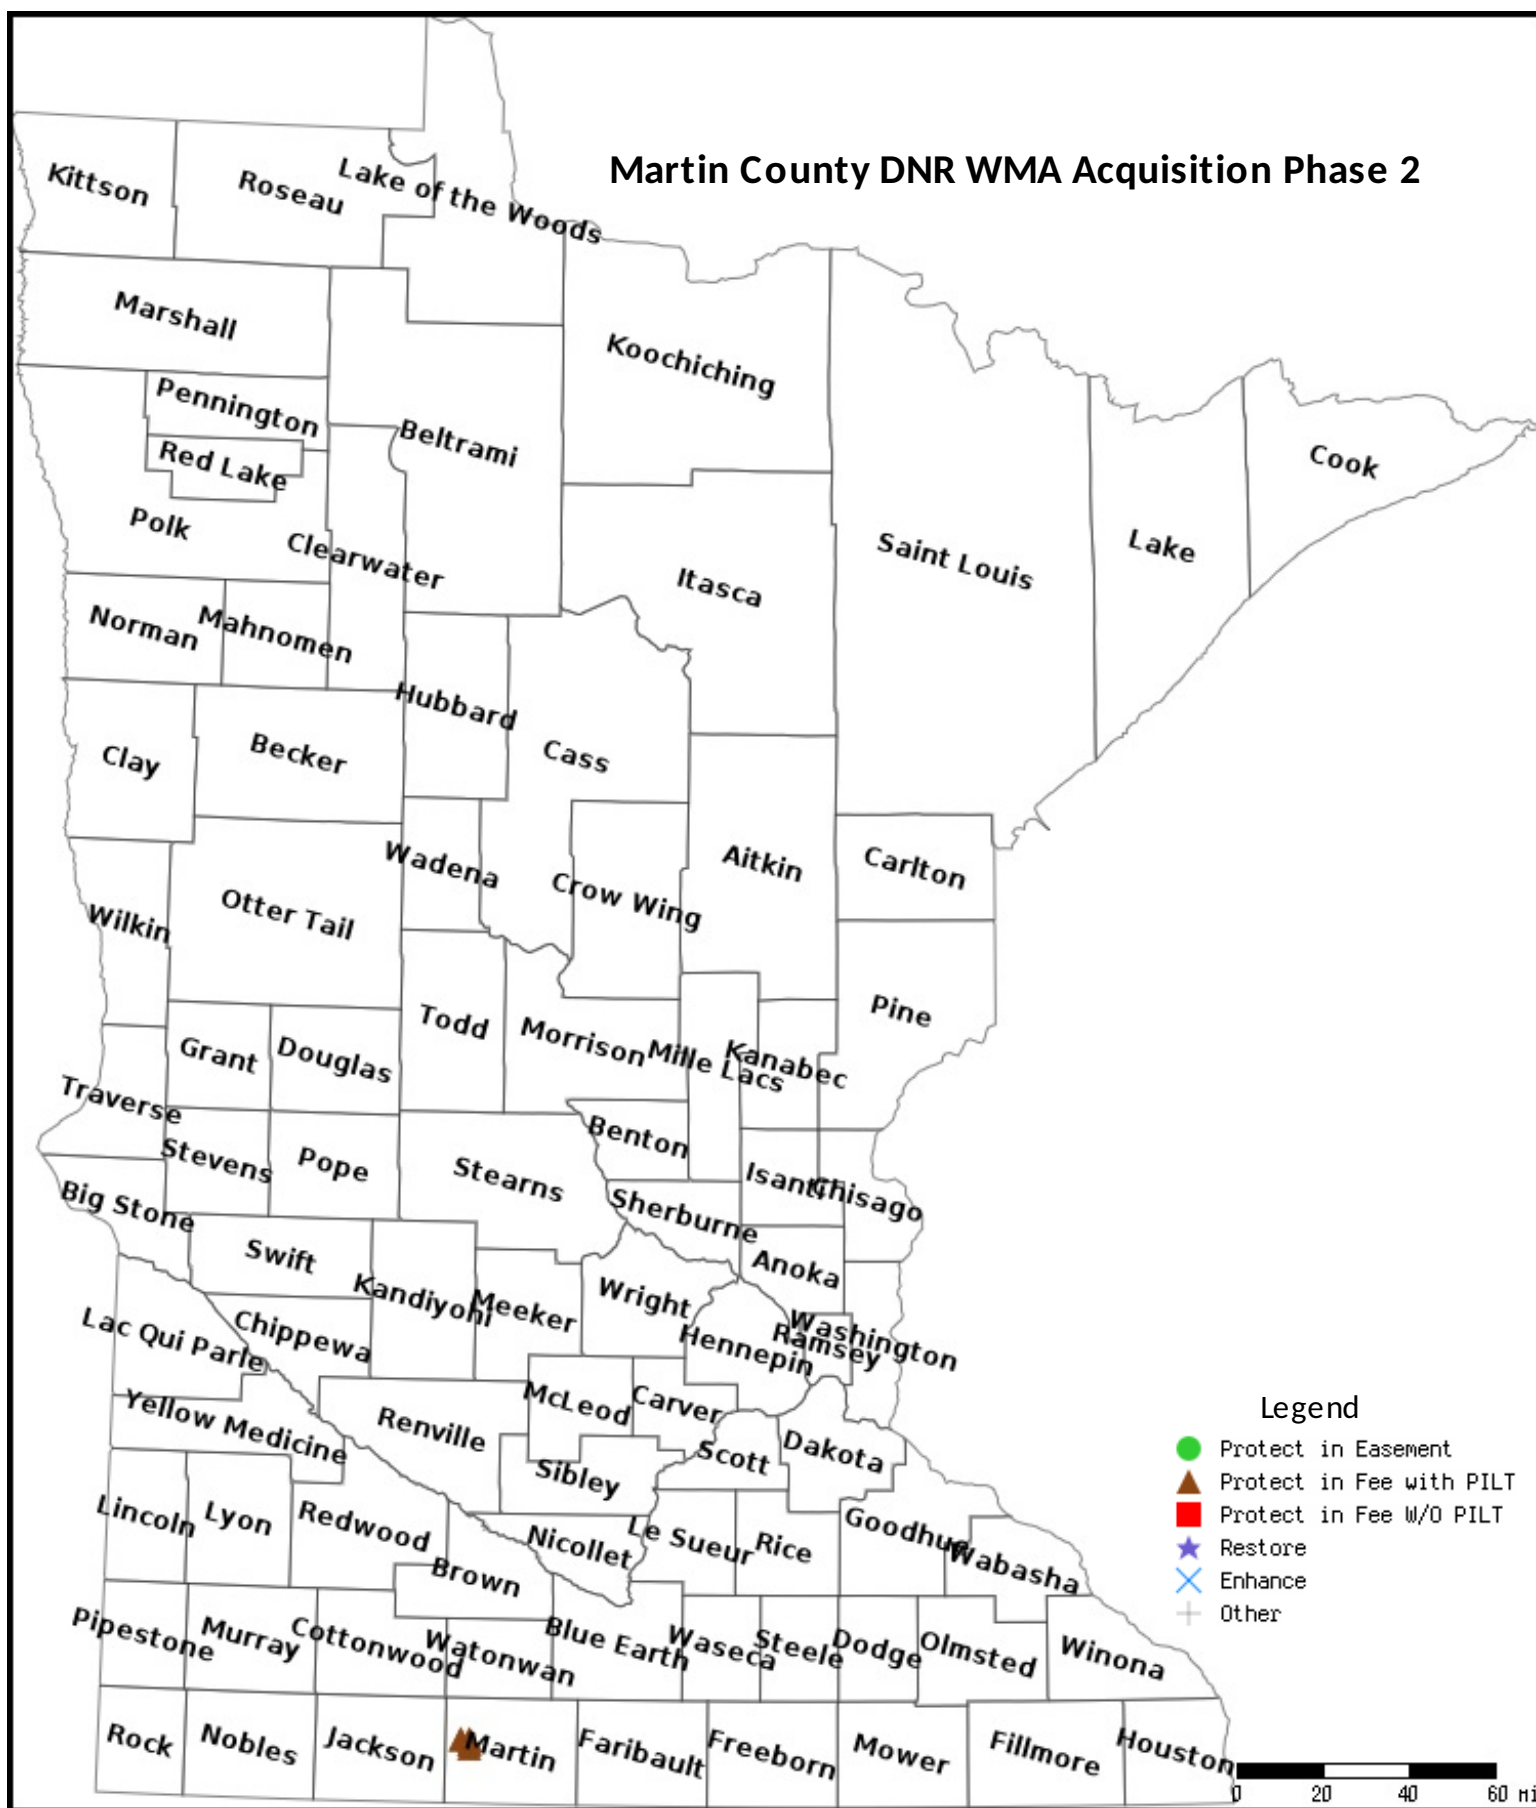 Martin County DNR WMA Acquisition Phase 2
Kittson
Roseau
Lake of the Woods
Marshall
Koochiching
Pennington
Beltrami
Red Lake
Cook
Polk
Clearwater
Saint Louis
Lake
Itasca
Norman
Mahnomen
Hubbard
Clay
Becker
Cass
Wadena
Aitkin
Carlton
Otter Tail
Crow Wing
Wilkin
Todd
Morrison
Mille Lacs
Kanabec
Pine
Grant
Douglas
Traverse
Benton
Stevens
Pope
Stearns
Isanti
Chisago
Big Stone
Sherburne
Swift
Anoka
Kandiyohi
Meeker
Wright
Lac Qui Parle
Chippewa
Hennepin
Ramsey
Washington
McLeod
Carver
Yellow Medicine
Renville
Scott
Dakota
Sibley
Lincoln
Lyon
Redwood
Nicollet
Le Sueur
Rice
Goodhue
Wabasha
Brown
Pipestone
Murray
Cottonwood
Watonwan
Blue Earth
Waseca
Steele
Dodge
Olmsted
Winona
Rock
Nobles
Jackson
Martin
Faribault
Freeborn
Mower
Fillmore
Houston
Legend
Protect in Easement
Protect in Fee with PILT
Protect in Fee W/O PILT
Restore
Enhance
Other
0 20 40 60 Mi